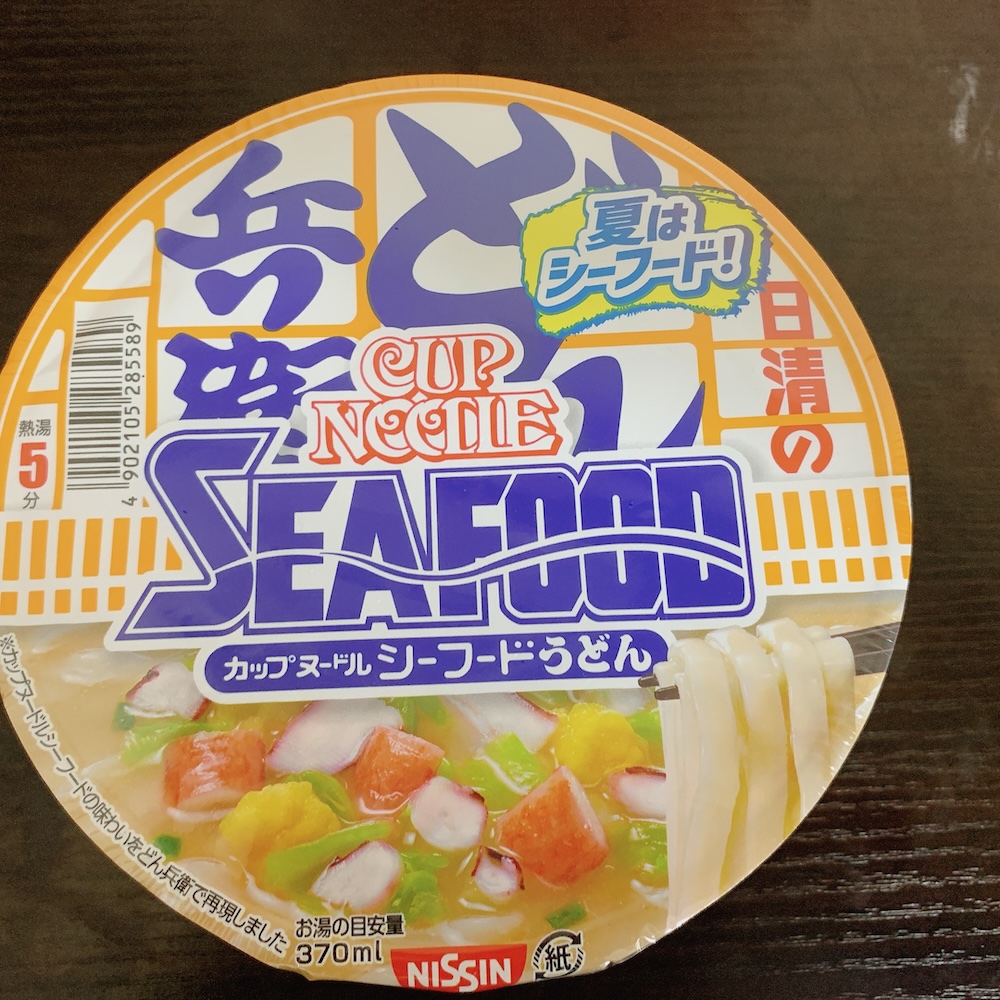 日清の
どん
兵衛
夏は
シーフード!
CUP
NOODLE
SEAFOOD
カップヌードル シーフードうどん
熱湯
5
分
4 902105 285589
※カップヌードルシーフードの味わいをどん兵衛で再現しました
お湯の目安量
370ml
NISSIN
紙